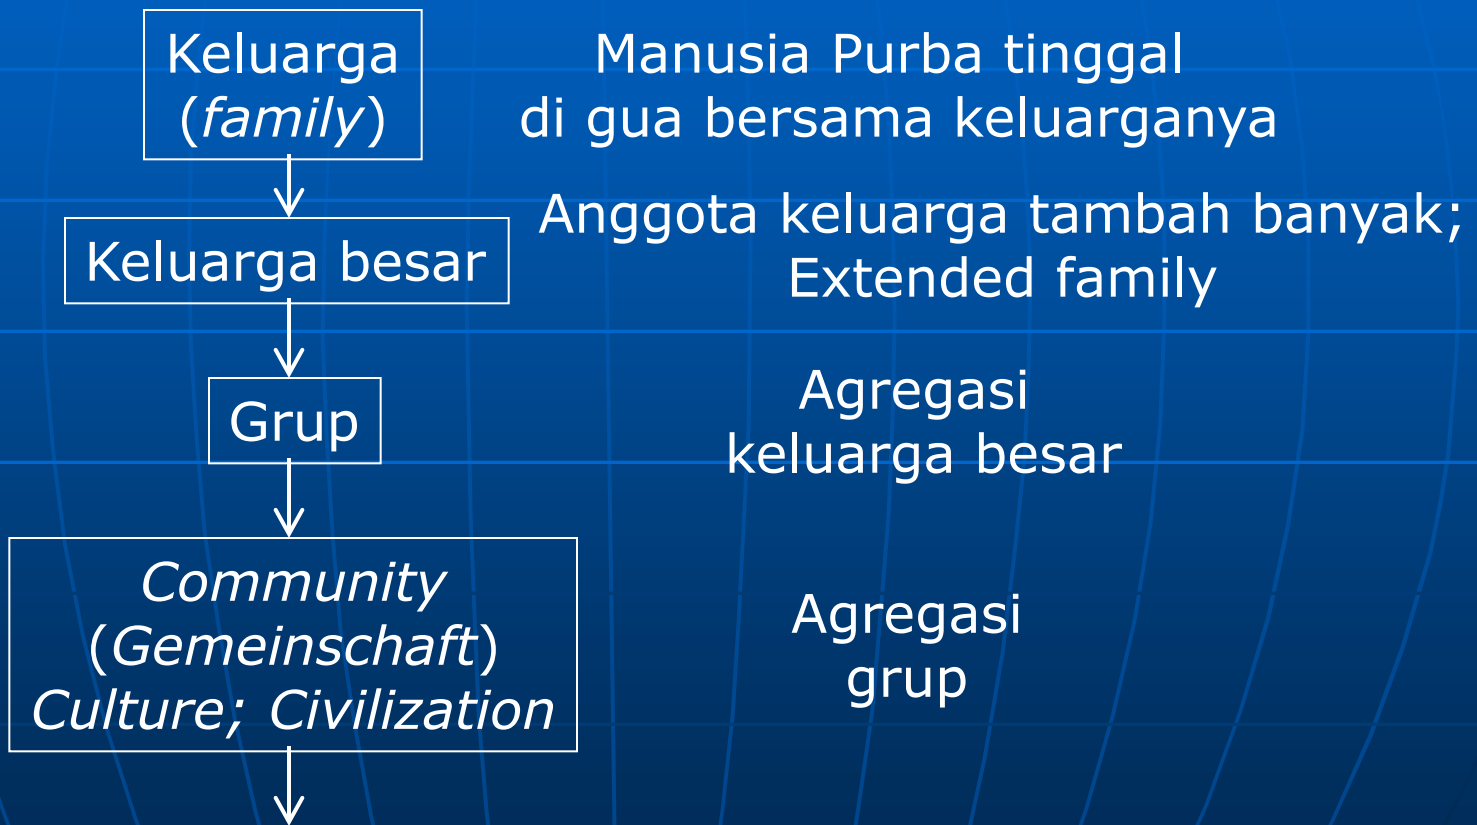 Keluarga
(family)
Manusia Purba tinggal
di gua bersama keluarganya
Keluarga besar
Anggota keluarga tambah banyak;
Extended family
Grup
Agregasi
keluarga besar
Community
(Gemeinschaft)
Culture; Civilization
Agregasi
grup